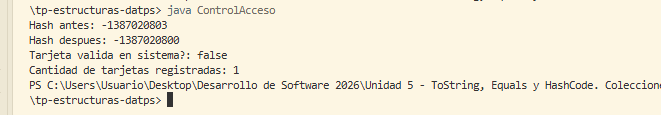 \tp-estructuras-datps> java ControlAcceso
Hash antes: -1387020803
Hash despues: -1387020800
Tarjeta valida en sistema?: false
Cantidad de tarjetas registradas: 1
PS C:\Users\Usuario\Desktop\Desarrollo de Software 2026\Unidad 5 - ToString, Equals y HashCode. Coleccione
\tp-estructuras-datps>